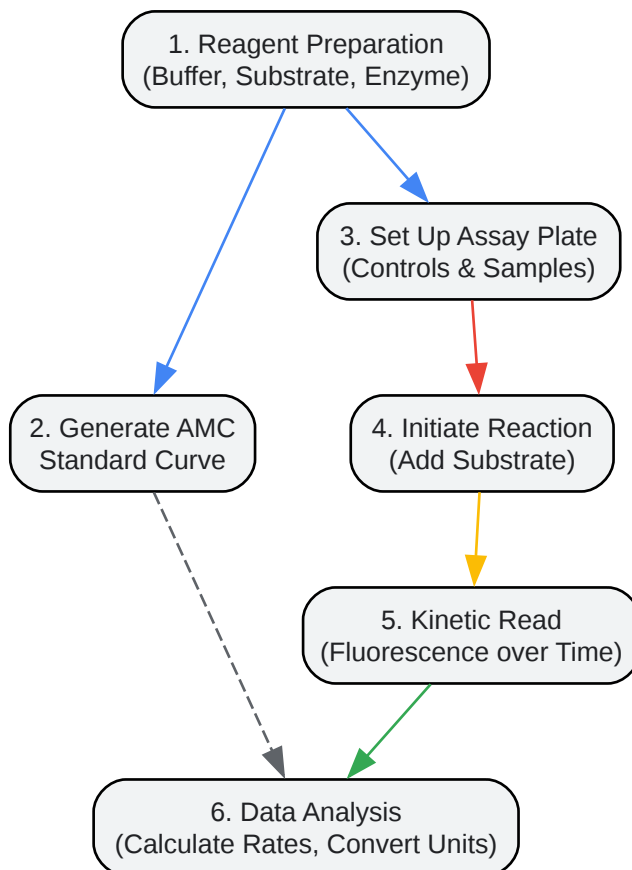 1. Reagent Preparation
(Buffer, Substrate, Enzyme)
3. Set Up Assay Plate
(Controls & Samples)
2. Generate AMC
Standard Curve
4. Initiate Reaction
(Add Substrate)
5. Kinetic Read
(Fluorescence over Time)
6. Data Analysis
(Calculate Rates, Convert Units)